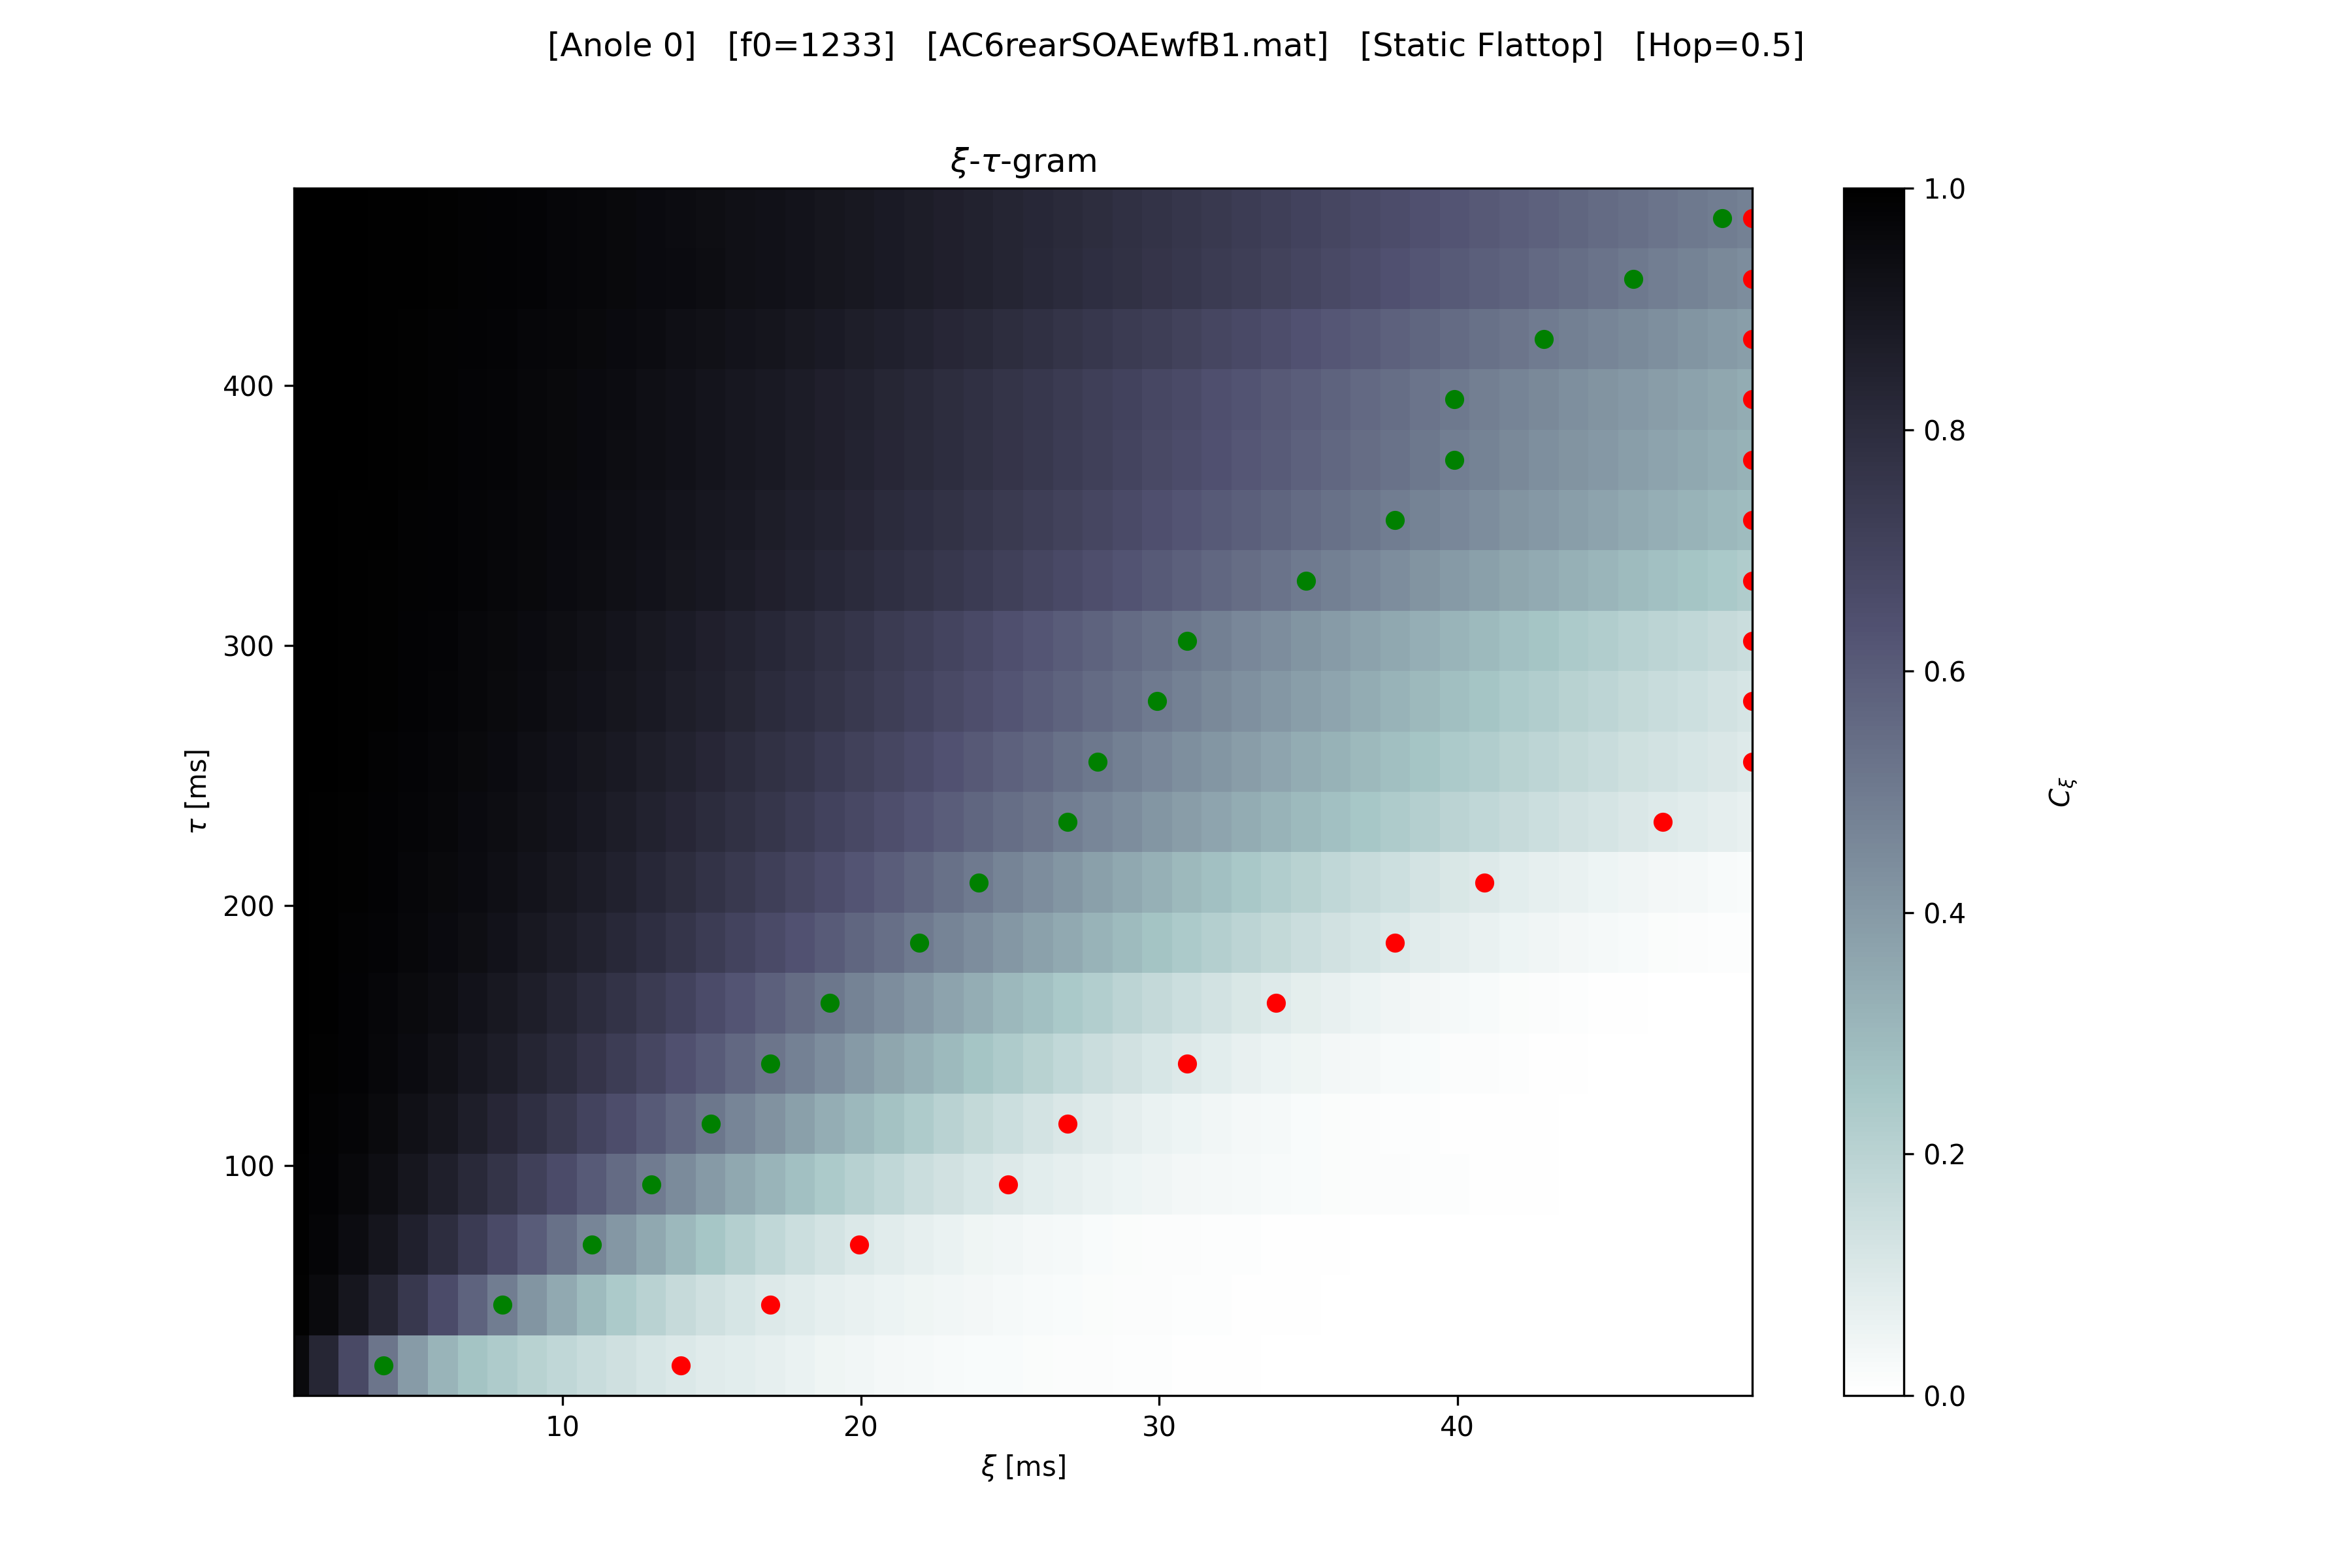 [Anole 0]   [f0=1233]   [AC6rearSOAEwfB1.mat]   [Static Flattop]   [Hop=0.5]
ξ-τ-gram
400
300
200
100
τ [ms]
10 20 30 40
ξ [ms]
1.0
0.8
0.6
0.4
0.2
0.0
C_ξ